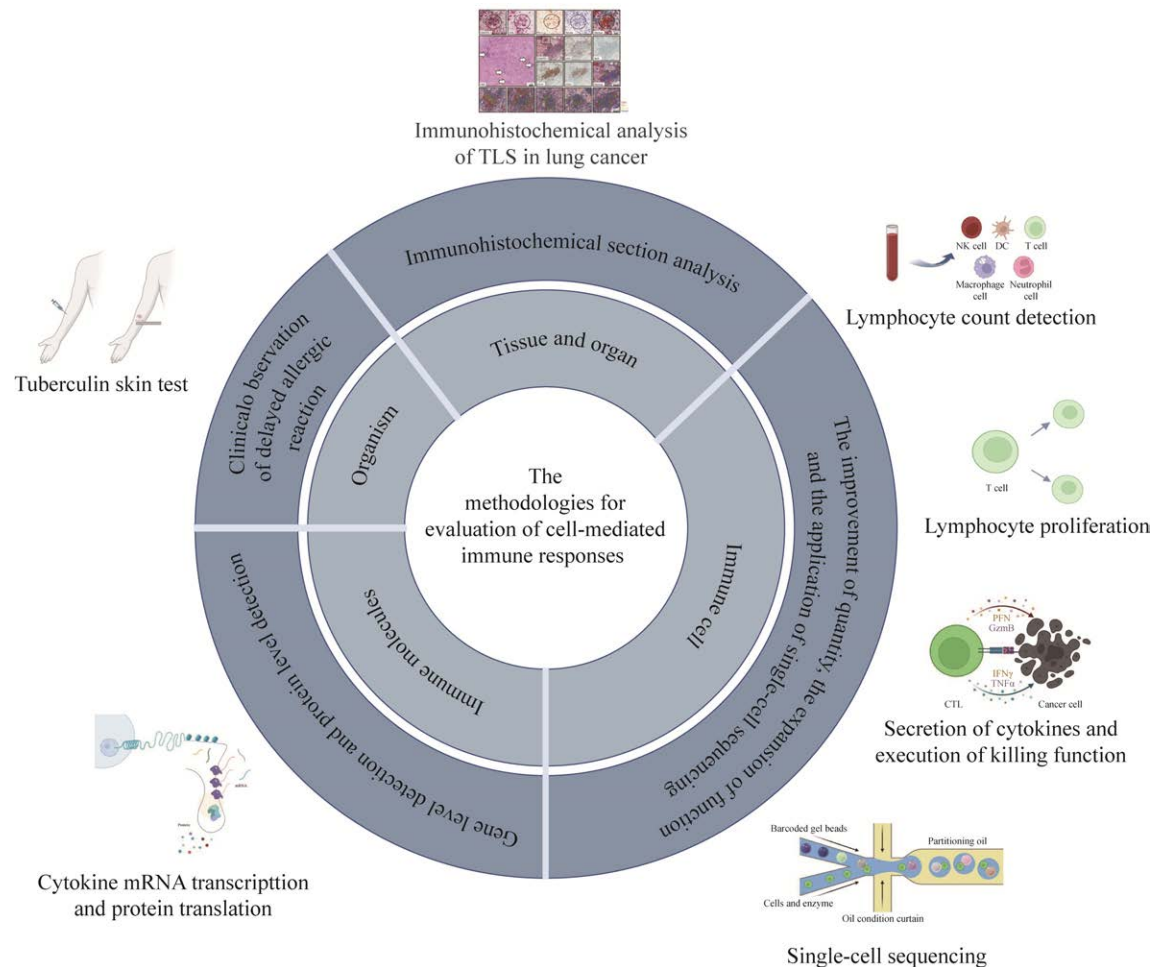 Immunohistochemical analysis
of TLS in lung cancer
Immunohistochemical section analysis
Tissue and organ
NK cell
DC
T cell
Macrophage
cell
Neutrophil
cell
Lymphocyte count detection
Tuberculin skin test
Clinicalo bservation
of delayed allergic
reaction
Organism
The
methodologies for
evaluation of cell-mediated
immune responses
The improvement of quantity, the expansion of function
and the application of single-cell sequencing
Immune cell
T cell
Lymphocyte proliferation
PFN
GzmB
IFNγ
TNFα
CTL
Cancer cell
Secretion of cytokines and
execution of killing function
Immune molecules
Gene level detection and protein level detection
mRNA
Protein
Cytokine mRNA transcripttion
and protein translation
Barcoded gel beads
Partitioning oil
Cells and enzyme
Oil condition curtain
Single-cell sequencing